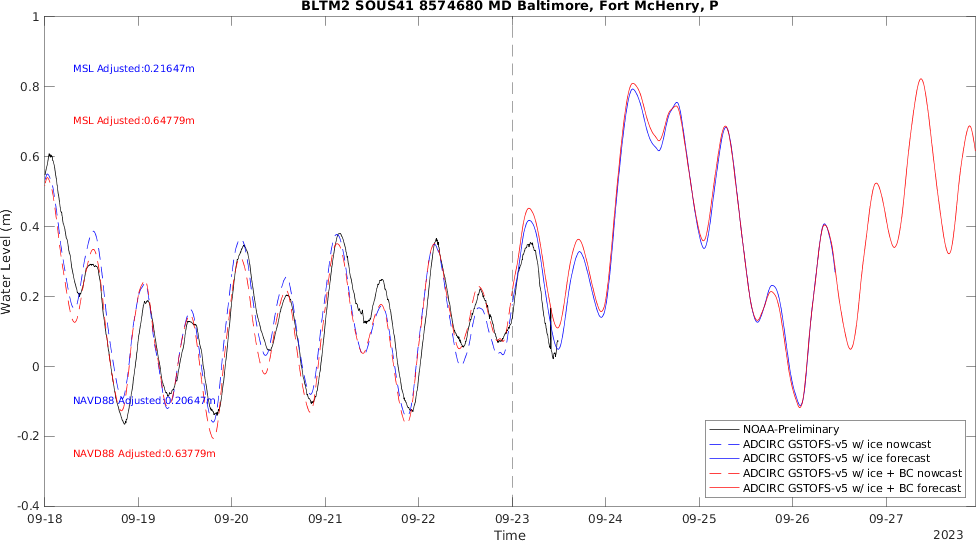 BLTM2 SOUS41 8574680 MD Baltimore, Fort McHenry, P
1
0.8
0.6
0.4
0.2
0
-0.2
-0.4
Water Level (m)
MSL Adjusted:0.21647m
MSL Adjusted:0.64779m
NAVD88 Adjusted:0.20647m
NAVD88 Adjusted:0.63779m
NOAA-Preliminary
ADCIRC GSTOFS-v5 w/ ice nowcast
ADCIRC GSTOFS-v5 w/ ice forecast
ADCIRC GSTOFS-v5 w/ ice + BC nowcast
ADCIRC GSTOFS-v5 w/ ice + BC forecast
09-18 09-19 09-20 09-21 09-22 09-23 09-24 09-25 09-26 09-27
Time
2023